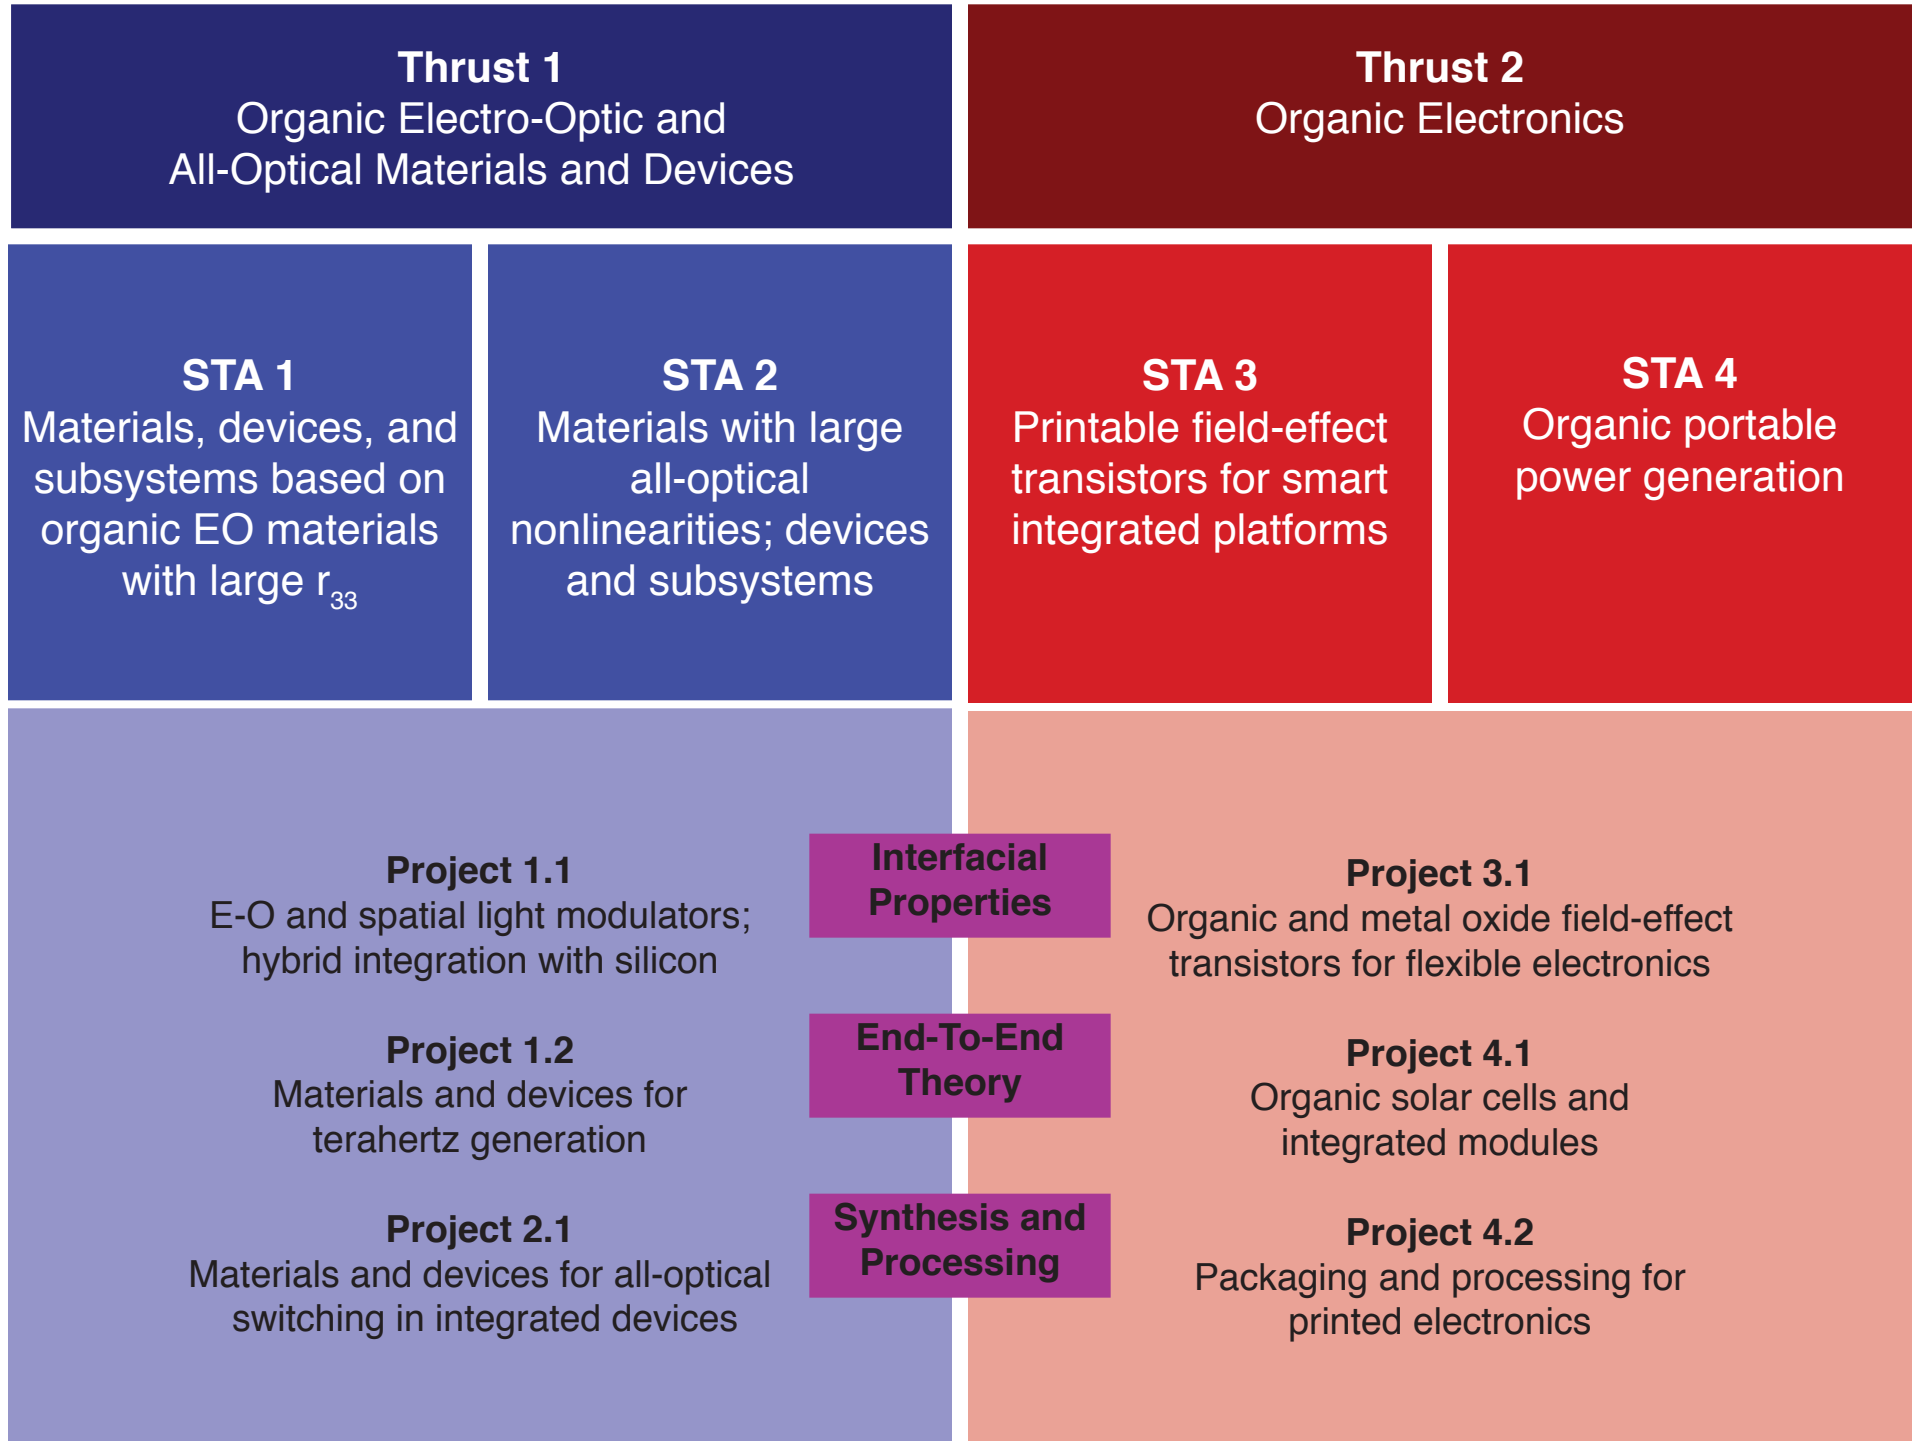 Thrust 1
Organic Electro-Optic and
All-Optical Materials and Devices
Thrust 2
Organic Electronics
STA 1
Materials, devices, and
subsystems based on
organic EO materials
with large r33
STA 2
Materials with large
all-optical
nonlinearities; devices
and subsystems
STA 3
Printable field-effect
transistors for smart
integrated platforms
STA 4
Organic portable
power generation
Project 1.1
E-O and spatial light modulators;
hybrid integration with silicon
Project 1.2
Materials and devices for
terahertz generation
Project 2.1
Materials and devices for all-optical
switching in integrated devices
Interfacial
Properties
End-To-End
Theory
Synthesis and
Processing
Project 3.1
Organic and metal oxide field-effect
transistors for flexible electronics
Project 4.1
Organic solar cells and
integrated modules
Project 4.2
Packaging and processing for
printed electronics